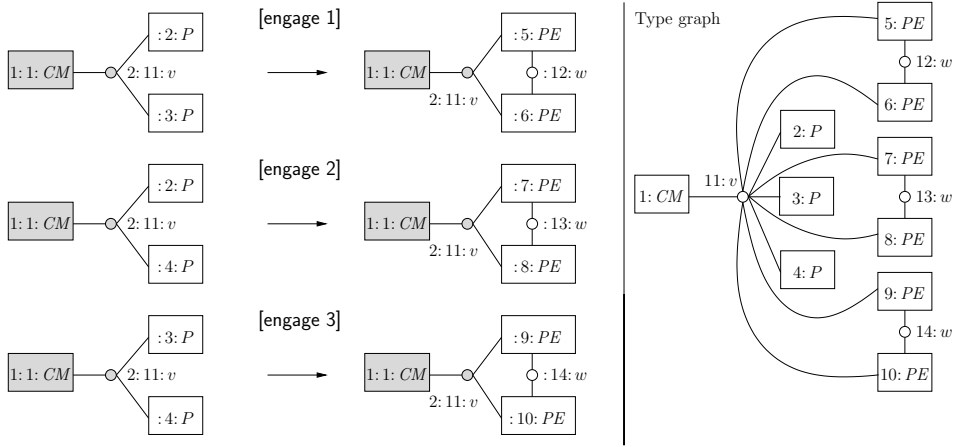 [engage 1]
: 2: P
1: 1: CM
2: 11: v
: 3: P
: 5: PE
1: 1: CM
: 12: w
2: 11: v
: 6: PE
[engage 2]
: 2: P
1: 1: CM
2: 11: v
: 4: P
: 7: PE
1: 1: CM
: 13: w
2: 11: v
: 8: PE
[engage 3]
: 3: P
1: 1: CM
2: 11: v
: 4: P
: 9: PE
1: 1: CM
: 14: w
2: 11: v
: 10: PE
Type graph
5: PE
12: w
6: PE
2: P
7: PE
11: v
1: CM
3: P
13: w
8: PE
4: P
9: PE
14: w
10: PE